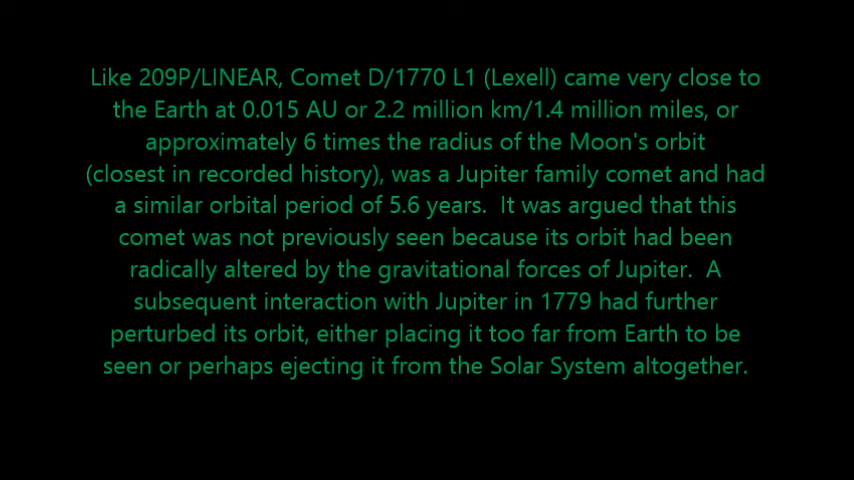 Like 209P/LINEAR, Comet D/1770 L1 (Lexell) came very close to
the Earth at 0.015 AU or 2.2 million km/1.4 million miles, or
approximately 6 times the radius of the Moon's orbit
(closest in recorded history), was a Jupiter family comet and had
a similar orbital period of 5.6 years.  It was argued that this
comet was not previously seen because its orbit had been
radically altered by the gravitational forces of Jupiter.  A
subsequent interaction with Jupiter in 1779 had further
perturbed its orbit, either placing it too far from Earth to be
seen or perhaps ejecting it from the Solar System altogether.